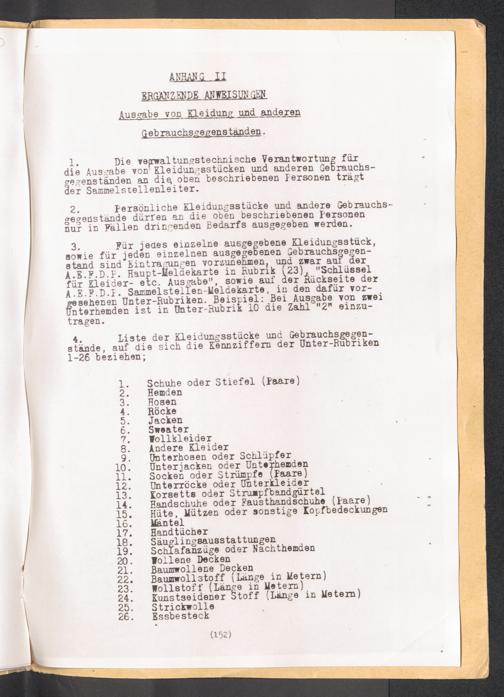 ANHANG II
ERGÄNZENDE ANWEISUNGEN
Ausgabe von Kleidung und anderen
Gebrauchsgegenständen.
1. Die verwaltungstechnische Verantwortung für
die Ausgabe von Kleidungsstücken und anderen Gebrauchs-
gegenständen an die oben beschriebenen Personen trägt
der Sammelstellenleiter.
2. Persönliche Kleidungsstücke und andere Gebrauchs-
gegenstände dürfen an die oben beschriebenen Personen
nur in Fällen dringenden Bedarfs ausgegeben werden.
3. Für jedes einzelne ausgegebene Kleidungsstück,
sowie für jeden einzelnen ausgegebenen Gebrauchsgegen-
stand sind Eintragungen vorzunehmen, und zwar auf der
A.E.F.D.P. Haupt-Meldekarte in Rubrik (23), "Schlüssel
für Kleider- etc. Ausgabe", sowie auf der Rückseite der
A.E.F.D.P. Sammelstellen-Meldekarte, in den dafür vor-
gesehenen Unter-Rubriken. Beispiel: Bei Ausgabe von zwei
Unterhemden ist in Unter-Rubrik 10 die Zahl "2" einzu-
tragen.
4. Liste der Kleidungsstücke und Gebrauchsgegen-
stände, auf die sich die Kennziffern der Unter-Rubriken
1-26 beziehen;
1. Schuhe oder Stiefel (Paare)
2. Hemden
3. Hosen
4. Röcke
5. Jacken
6. Sweater
7. Wollkleider
8. Andere Kleider
9. Unterhosen oder Schlüpfer
10. Unterjacken oder Unterhemden
11. Socken oder Strümpfe (Paare)
12. Unterröcke oder Unterkleider
13. Korsetts oder Strumpfbandgürtel
14. Handschuhe oder Fausthandschuhe (Paare)
15. Hüte, Mützen oder sonstige Kopfbedeckungen
16. Mäntel
17. Handtücher
18. Säuglingsausstattungen
19. Schlafanzüge oder Nachthemden
20. Wollene Decken
21. Baumwollene Decken
22. Baumwollstoff (Länge in Metern)
23. Wollstoff (Länge in Metern)
24. Kunstseidener Stoff (Länge in Metern)
25. Strickwolle
26. Essbesteck
(152)